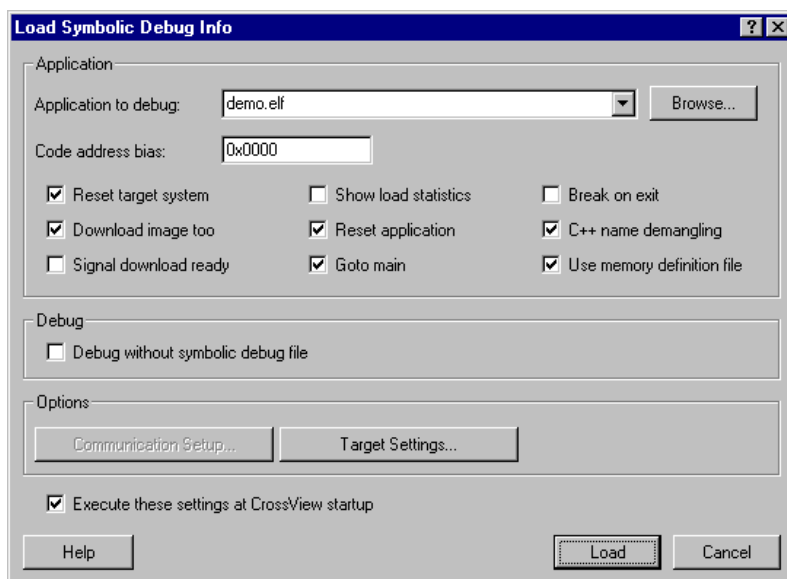 Load Symbolic Debug Info
Application
Application to debug: demo.elf Browse...
Code address bias: 0x0000
Reset target system Show load statistics Break on exit
Download image too Reset application C++ name demangling
Signal download ready Goto main Use memory definition file
Debug
Debug without symbolic debug file
Options
Communication Setup... Target Settings...
Execute these settings at CrossView startup
Help Load Cancel